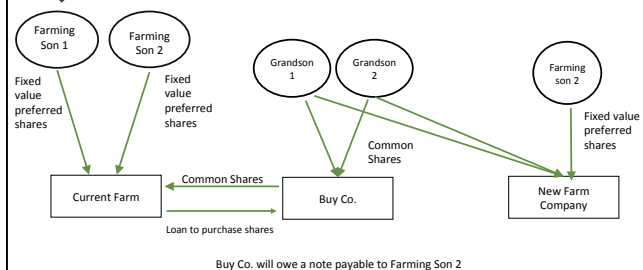 Farming
Son 1
Farming
Son 2
Grandson
1
Grandson
2
Farming
son 2
Fixed
value
preferred
shares
Fixed
value
preferred
shares
Common
Shares
Fixed value
preferred
shares
Current Farm
Common Shares
Buy Co.
New Farm
Company
Loan to purchase shares
Buy Co. will owe a note payable to Farming Son 2